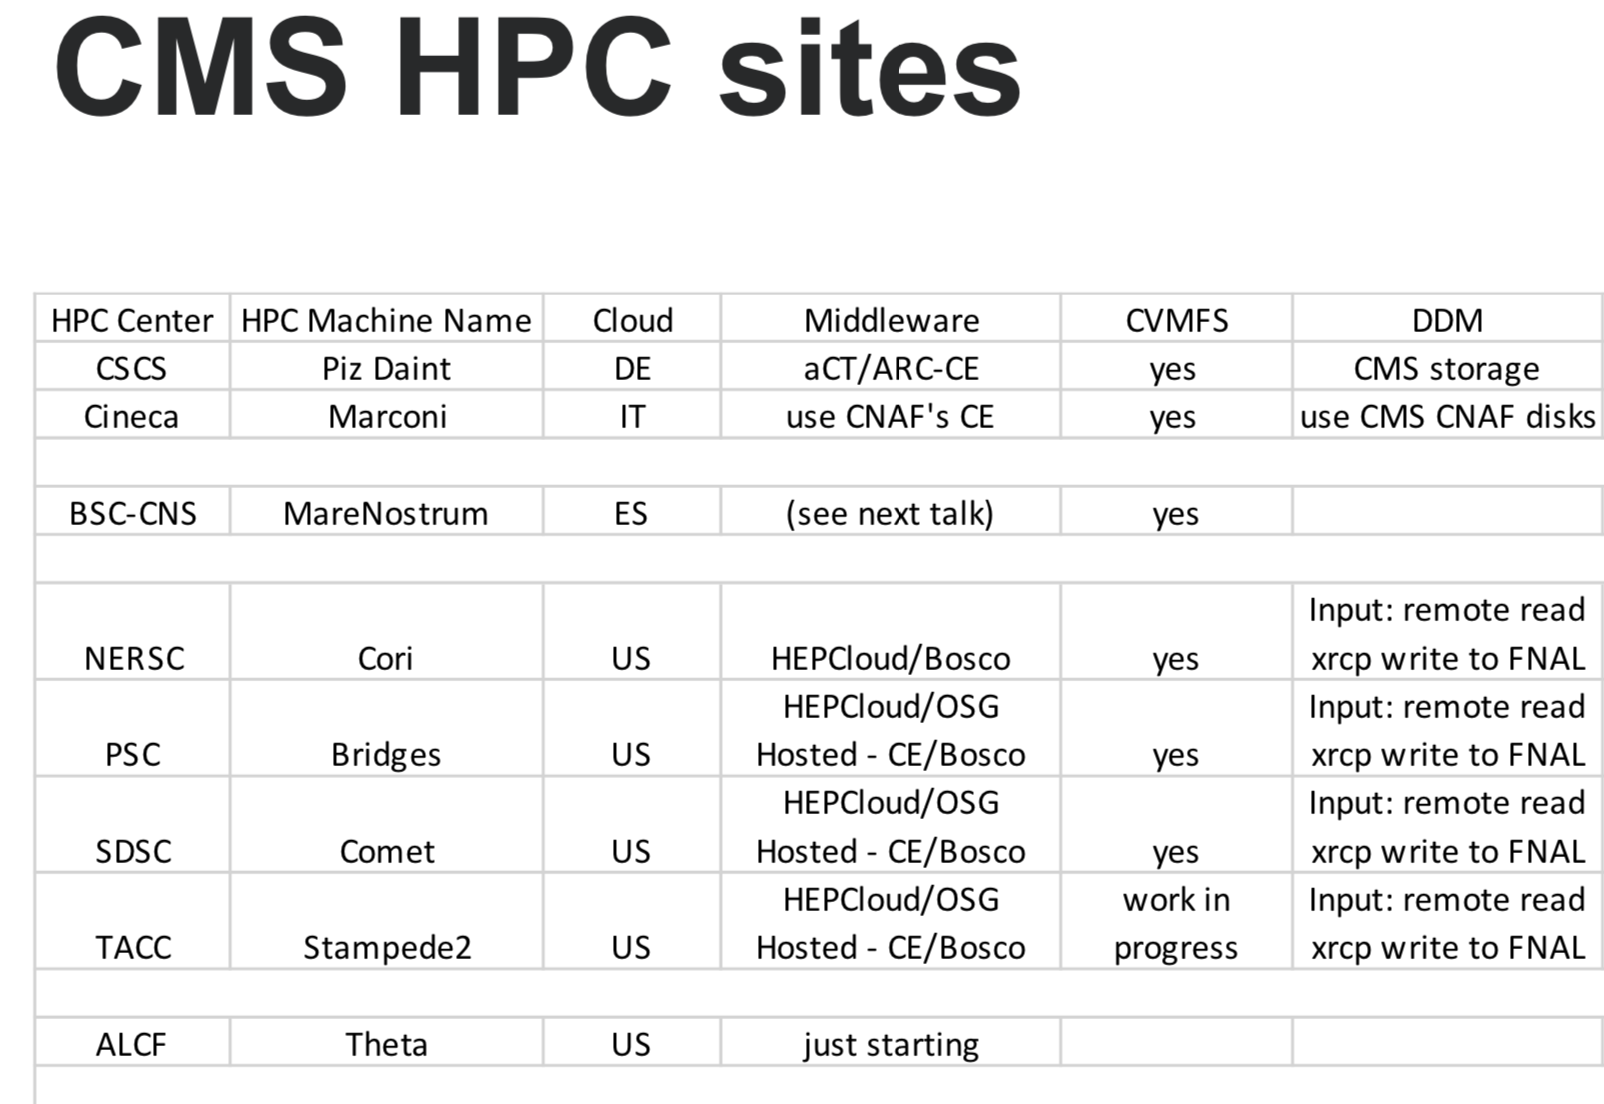 CMS HPC sites
HPC Center HPC Machine Name Cloud Middleware CVMFS DDM
CSCS Piz Daint DE aCT/ARC-CE yes CMS storage
Cineca Marconi IT use CNAF's CE yes use CMS CNAF disks
BSC-CNS MareNostrum ES (see next talk) yes
Input: remote read
NERSC Cori US HEPCloud/Bosco yes xrcp write to FNAL
HEPCloud/OSG Input: remote read
PSC Bridges US Hosted - CE/Bosco yes xrcp write to FNAL
HEPCloud/OSG Input: remote read
SDSC Comet US Hosted - CE/Bosco yes xrcp write to FNAL
HEPCloud/OSG work in Input: remote read
TACC Stampede2 US Hosted - CE/Bosco progress xrcp write to FNAL
ALCF Theta US just starting